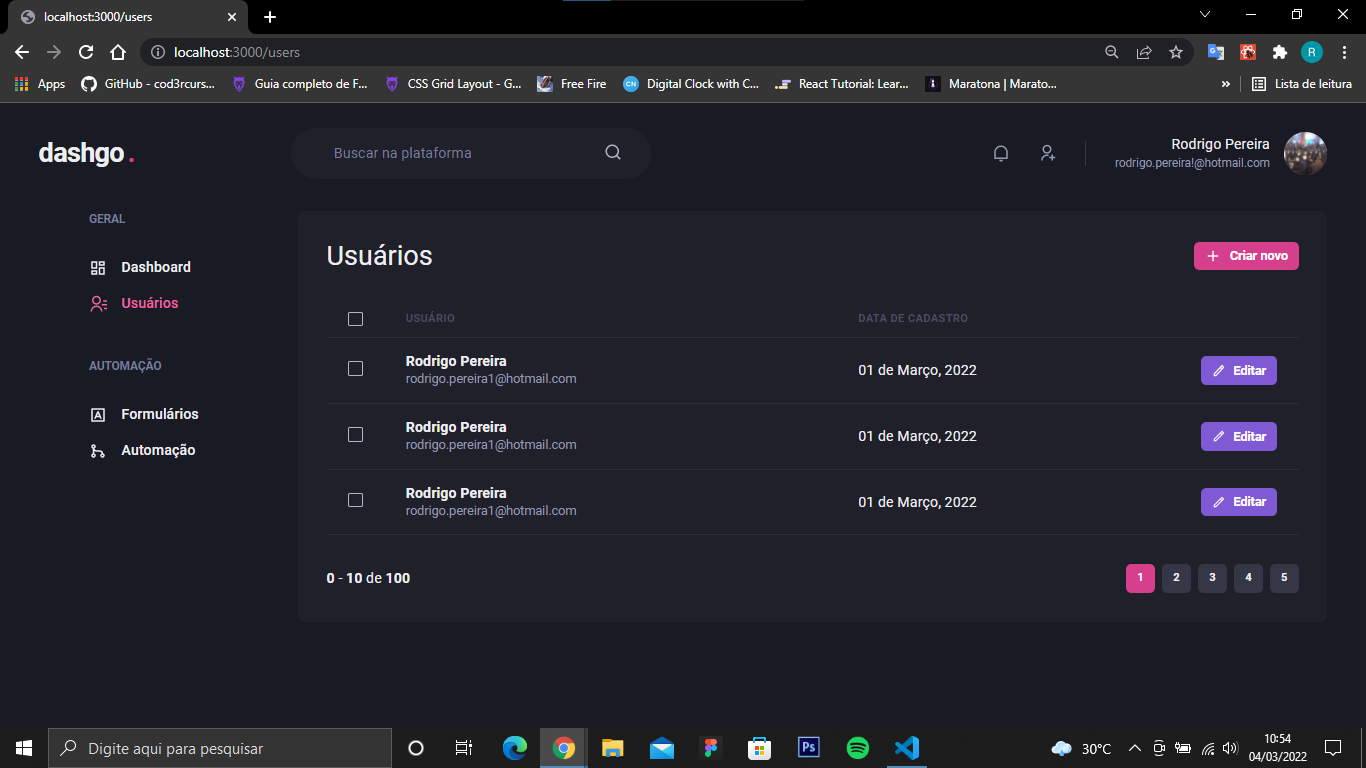 localhost:3000/users
localhost:3000/users
Apps
GitHub - cod3rcurs...
Guia completo de F...
CSS Grid Layout - G...
Free Fire
Digital Clock with C...
React Tutorial: Lear...
Maratona | Marato...
»
Lista de leitura
R
dashgo.
Buscar na plataforma
Rodrigo Pereira
rodrigo.pereira!@hotmail.com
GERAL
Dashboard
Usuários
AUTOMAÇÃO
Formulários
Automação
Usuários
+ Criar novo
USUÁRIO DATA DE CADASTRO
Rodrigo Pereira
rodrigo.pereira1@hotmail.com
01 de Março, 2022
Editar
Rodrigo Pereira
rodrigo.pereira1@hotmail.com
01 de Março, 2022
Editar
Rodrigo Pereira
rodrigo.pereira1@hotmail.com
01 de Março, 2022
Editar
0 - 10 de 100
1 2 3 4 5
Digite aqui para pesquisar
Ps
30°C
10:54
04/03/2022